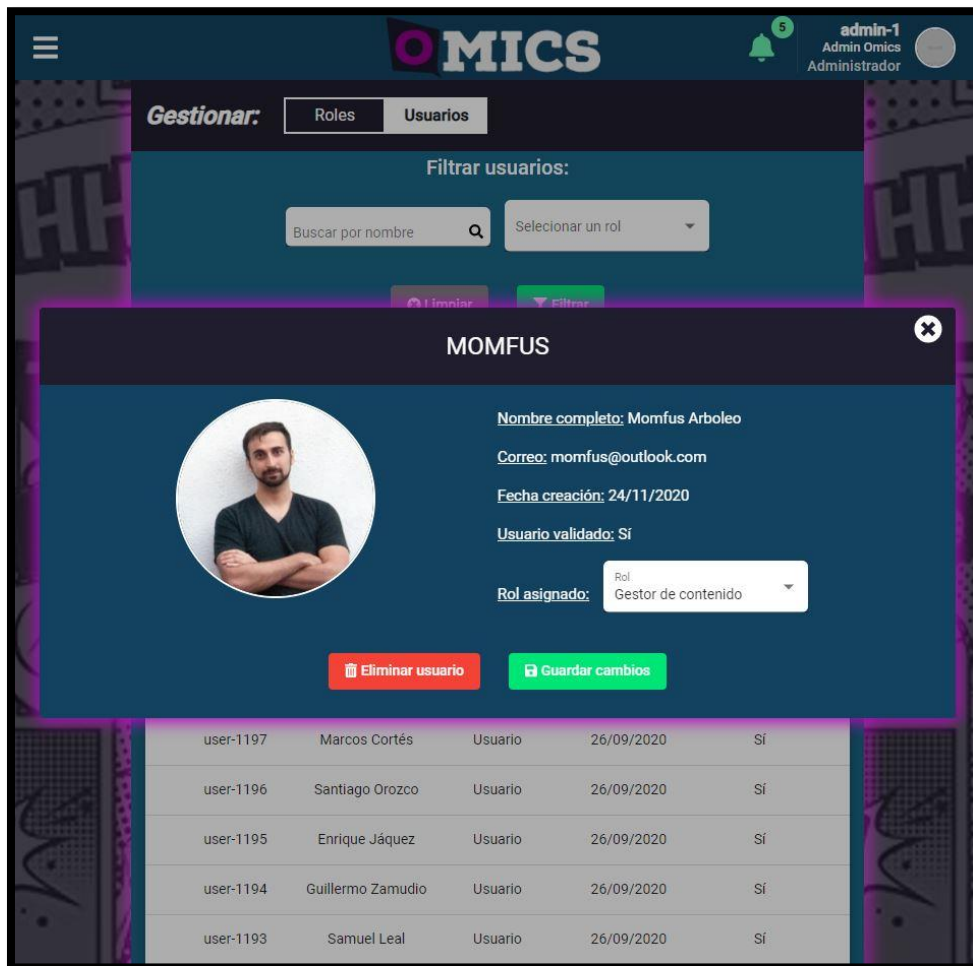 OMICS
5
admin-1
Admin Omics
Administrador
Gestionar:
Roles
Usuarios
Filtrar usuarios:
Buscar por nombre
Selecionar un rol
Limpiar
Filtrar
MOMFUS
Nombre completo: Momfus Arboleo
Correo: momfus@outlook.com
Fecha creación: 24/11/2020
Usuario validado: Sí
Rol asignado:
Rol
Gestor de contenido
Eliminar usuario
Guardar cambios
user-1197 Marcos Cortés Usuario 26/09/2020 Sí
user-1196 Santiago Orozco Usuario 26/09/2020 Sí
user-1195 Enrique Jáquez Usuario 26/09/2020 Sí
user-1194 Guillermo Zamudio Usuario 26/09/2020 Sí
user-1193 Samuel Leal Usuario 26/09/2020 Sí